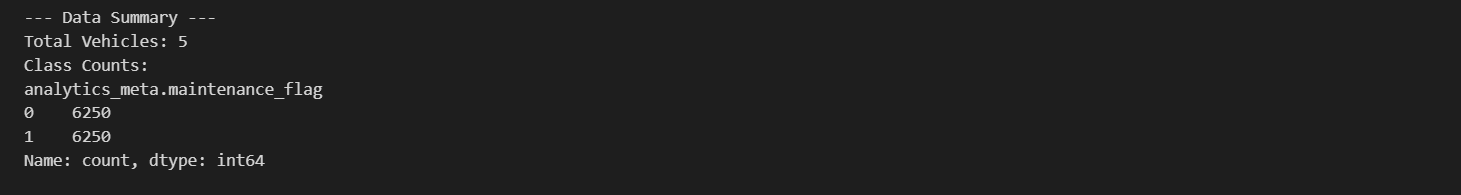 --- Data Summary ---
Total Vehicles: 5
Class Counts:
analytics_meta.maintenance_flag
0    6250
1    6250
Name: count, dtype: int64